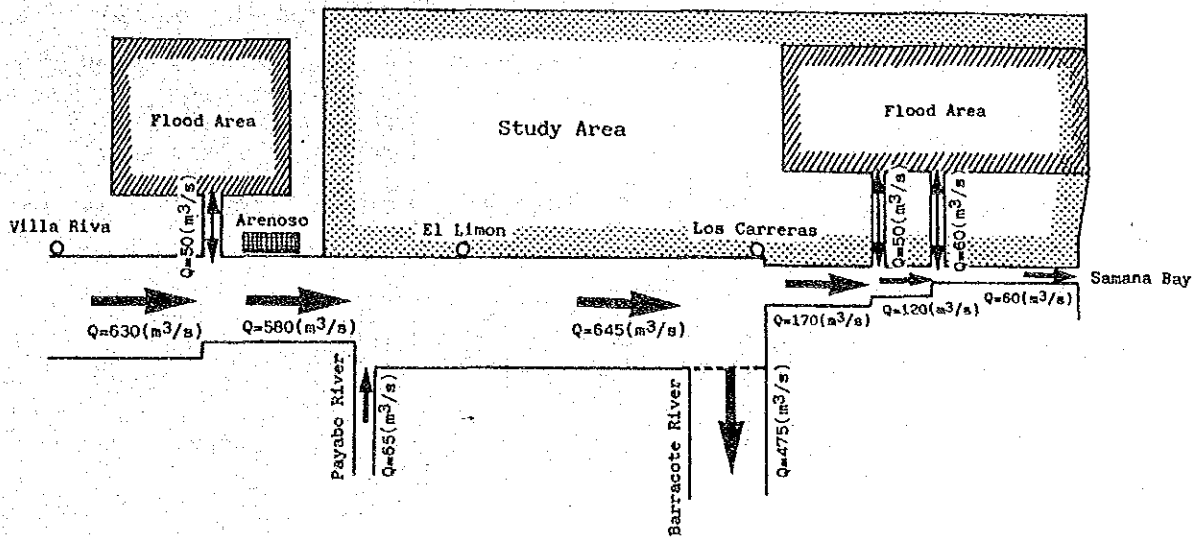 Flood Area
Study Area
Flood Area
Q=50(m³/s)
Q=50(m³/s)
Q=60(m³/s)
Villa Riva
Arenoso
El Limon
Los Carreras
Samana Bay
Q=630(m³/s)
Q=580(m³/s)
Q=645(m³/s)
Q=170(m³/s)
Q=120(m³/s)
Q=60(m³/s)
Payabo River
Q=65(m³/s)
Barracote River
Q=475(m³/s)